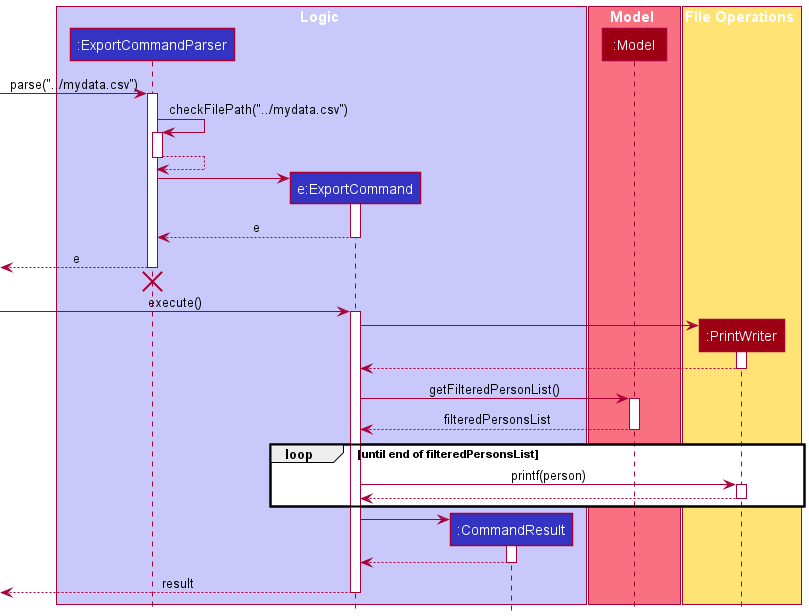 Logic
Model
File Operations
:ExportCommandParser
:Model
parse("../mydata.csv")
checkFilePath("../mydata.csv")
e:ExportCommand
e
e
execute()
:PrintWriter
getFilteredPersonList()
filteredPersonsList
loop [until end of filteredPersonsList]
printf(person)
:CommandResult
result